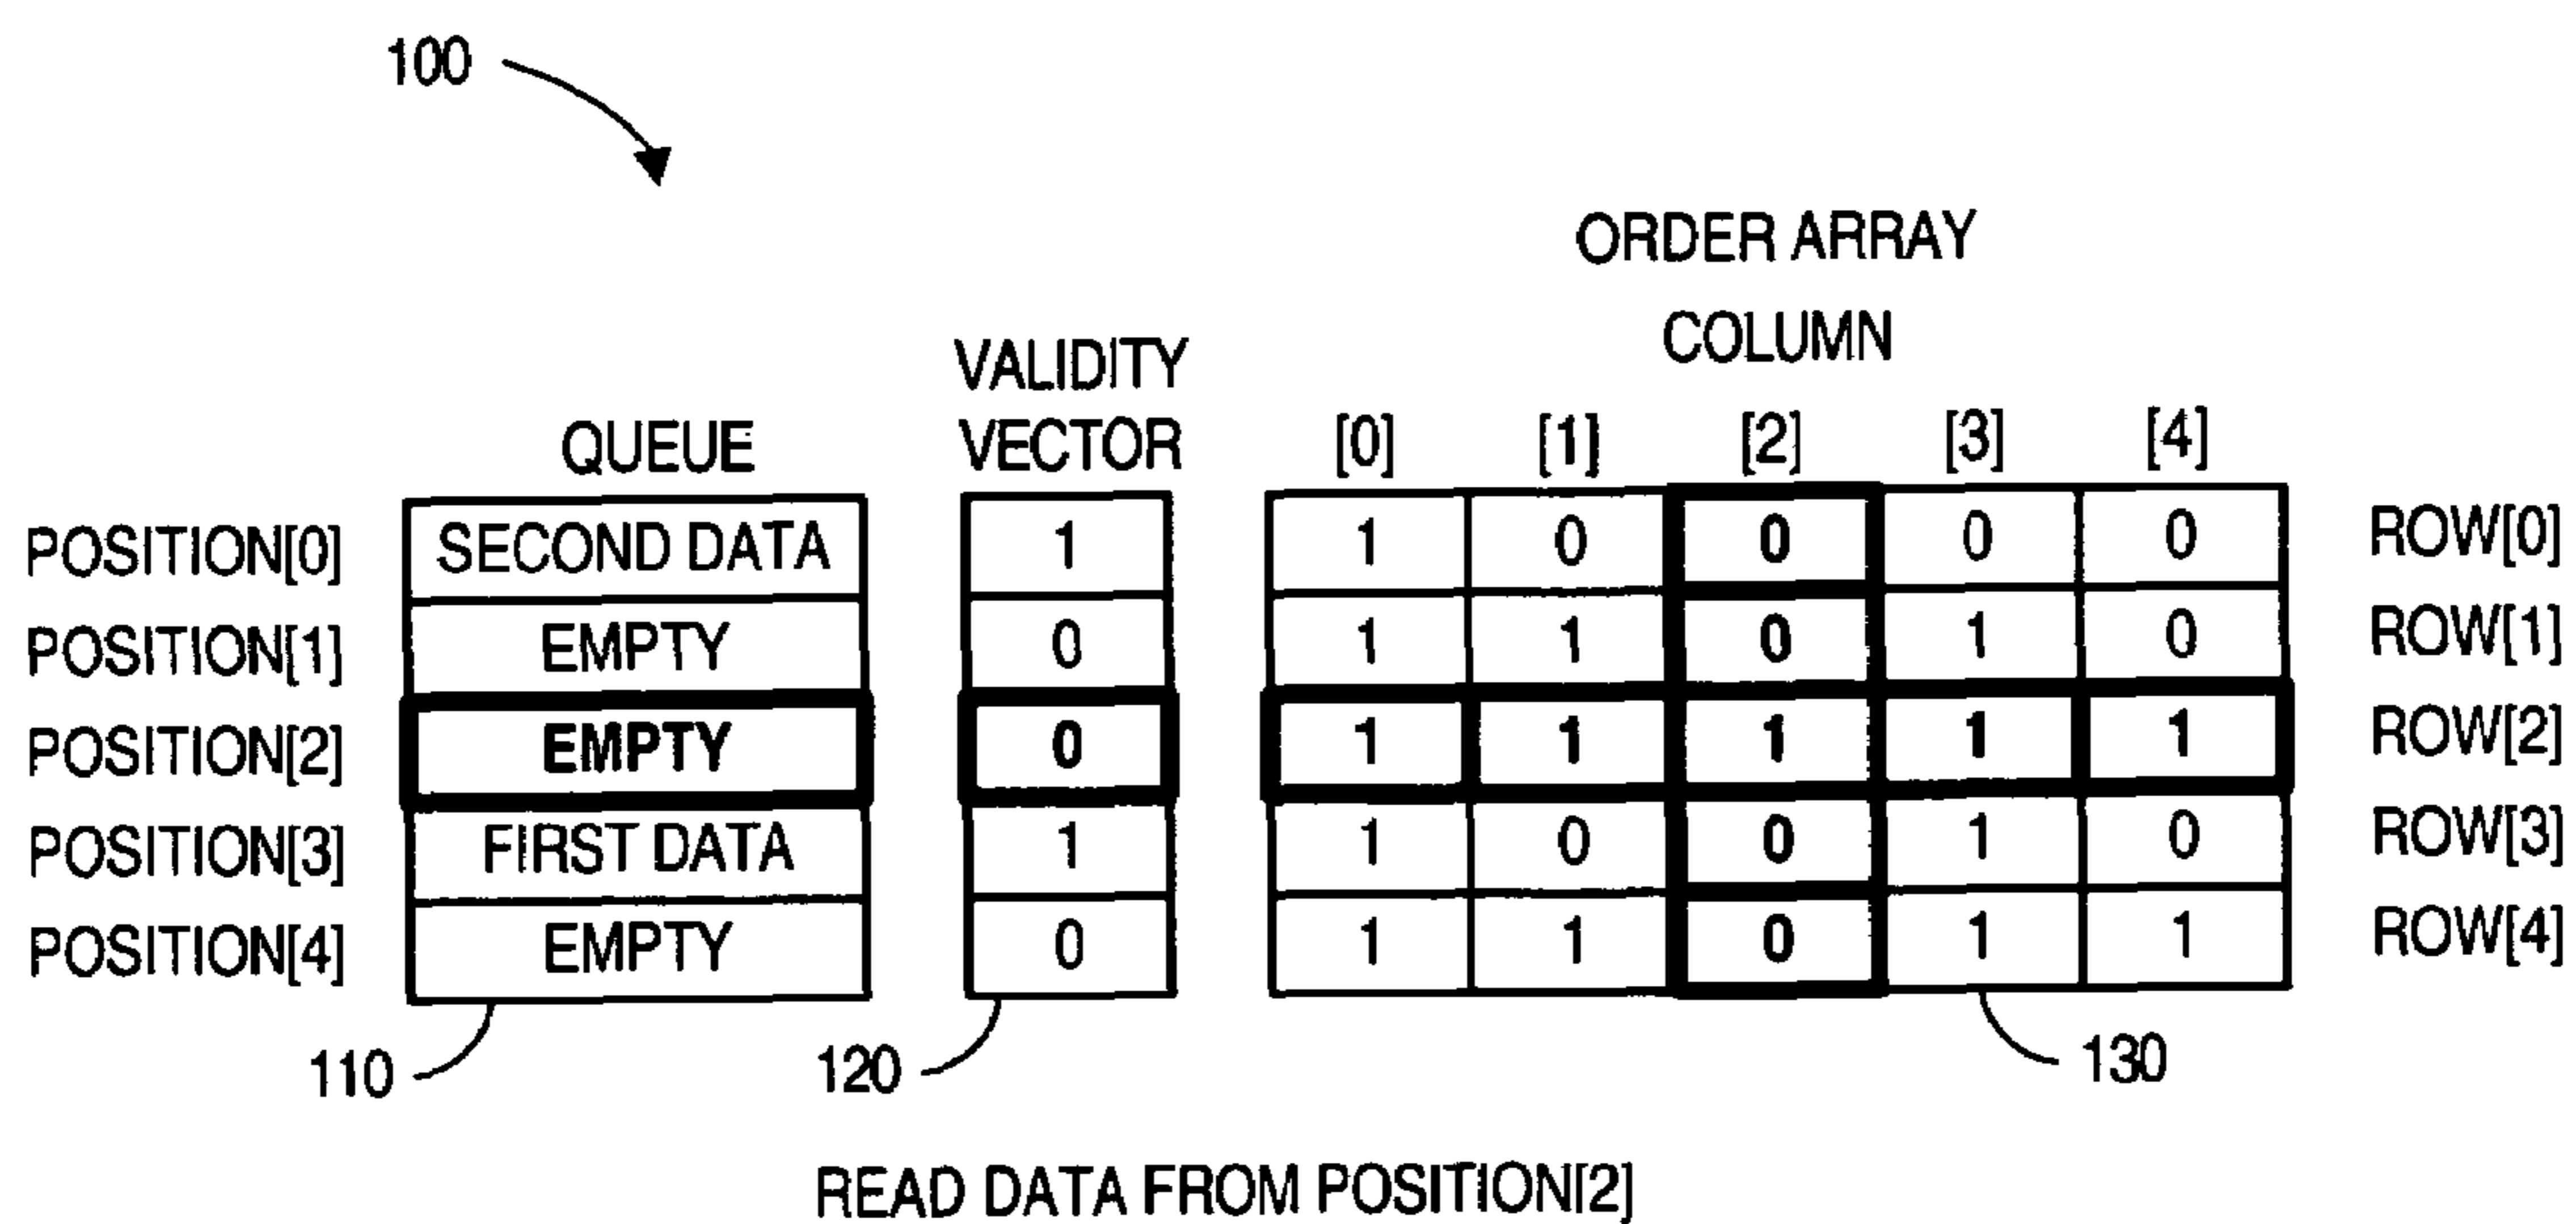 100
ORDER ARRAY
COLUMN
VALIDITY
VECTOR
QUEUE
[0] [1] [2] [3] [4]
POSITION[0] SECOND DATA 1 1 0 0 0 0 ROW[0]
POSITION[1] EMPTY 0 1 1 0 1 0 ROW[1]
POSITION[2] EMPTY 0 1 1 1 1 1 ROW[2]
POSITION[3] FIRST DATA 1 1 0 0 1 0 ROW[3]
POSITION[4] EMPTY 0 1 1 0 1 1 ROW[4]
110 120 130
READ DATA FROM POSITION[2]